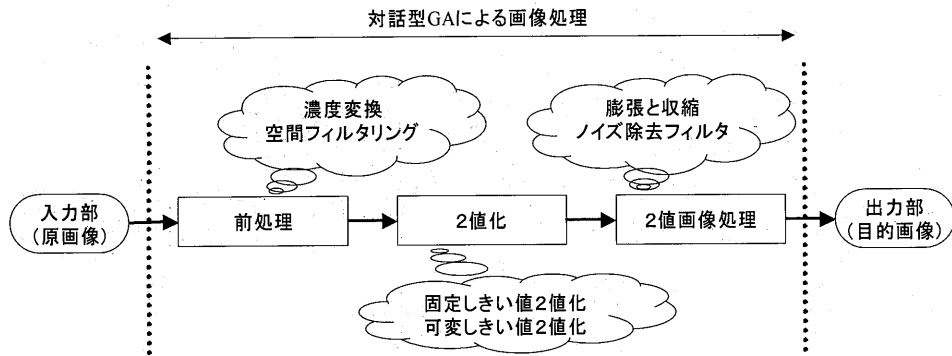 対話型GAによる画像処理
濃度変換
空間フィルタリング
膨張と収縮
ノイズ除去フィルタ
入力部
(原画像)
前処理
2値化
2値画像処理
出力部
(目的画像)
固定しきい値2値化
可変しきい値2値化